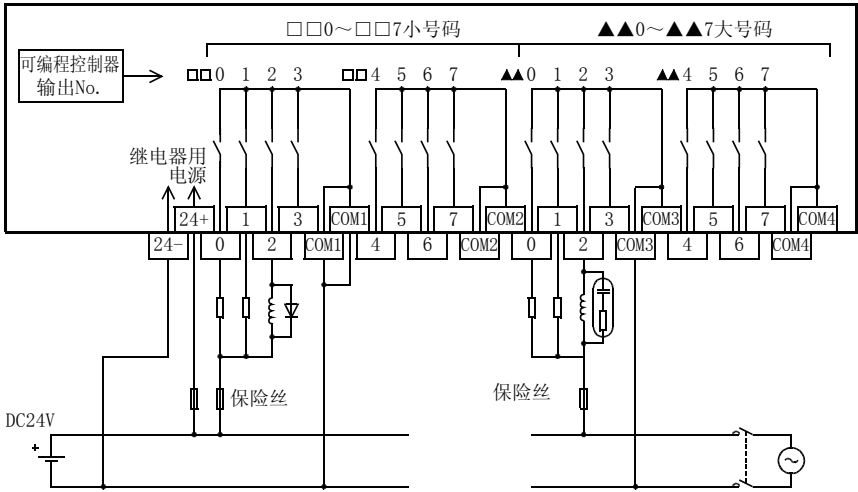 □□0～□□7小号码 ▲▲0～▲▲7大号码
可编程控制器
输出No.
□□0 1 2 3 □□4 5 6 7 ▲▲0 1 2 3 ▲▲4 5 6 7
继电器用
电源
24+ 1 3 COM1 5 7 COM2 1 3 COM3 5 7 COM4
24- 0 2 COM1 4 6 COM2 0 2 COM3 4 6 COM4
保险丝 保险丝
DC24V
+